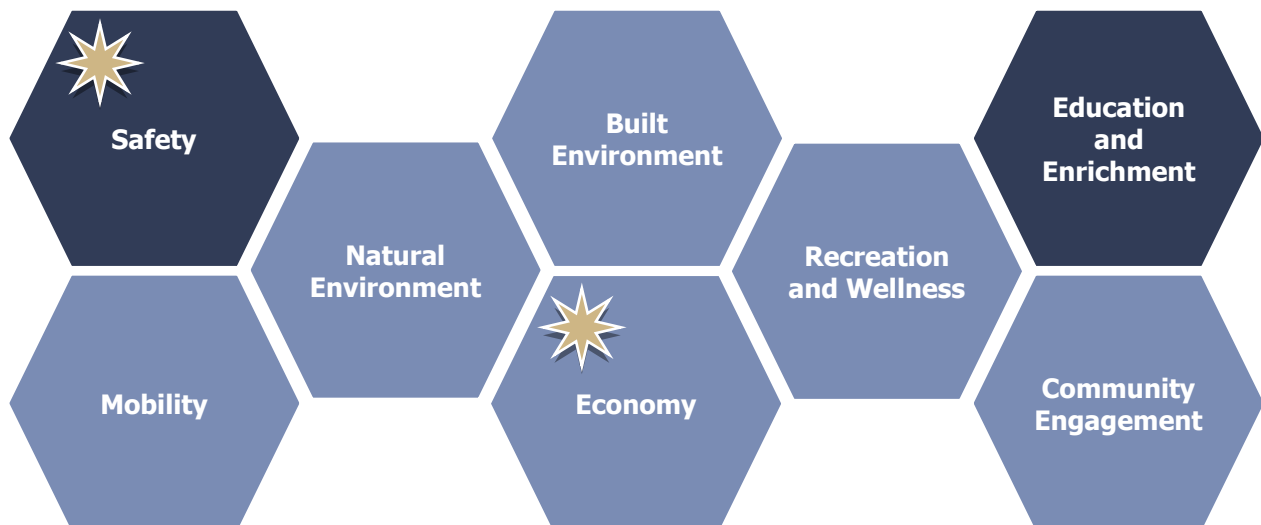 Safety
Built
Environment
Education
and
Enrichment
Natural
Environment
Recreation
and Wellness
Mobility
Economy
Community
Engagement